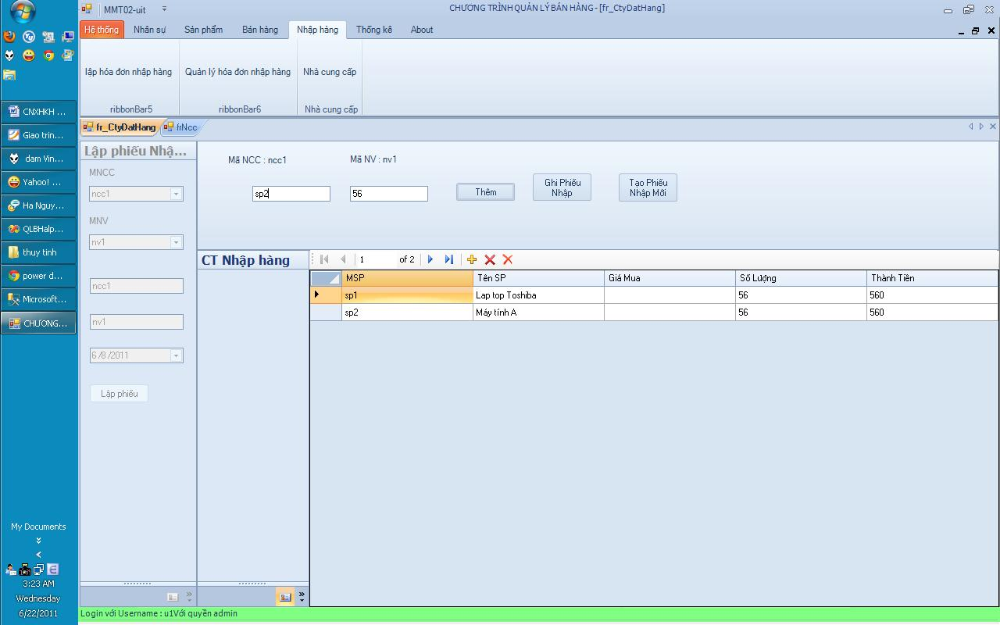 MMT02-uit
CHƯƠNG TRÌNH QUẢN LÝ BÁN HÀNG - [fr_CtyDatHang]
Hệ thống Nhân sự Sản phẩm Bán hàng Nhập hàng Thống kê About
lập hóa đơn nhập hàng Quản lý hóa đơn nhập hàng Nhà cung cấp
ribbonBar5 ribbonBar6 Nhà cung cấp
fr_CtyDatHang frNcc
CNXHKH ...
Giao trin...
dam Vin...
Yahoo! ...
Ha Nguy...
QLBHalp...
thuy tinh
power d...
Microsoft...
CHƯƠNG...
My Documents
3:23 AM
Wednesday
6/22/2011
Lập phiếu Nhậ...
MNCC
ncc1
MNV
nv1
ncc1
nv1
6 /8 /2011
Lập phiếu
Mã NCC : ncc1 Mã NV : nv1
sp2 56 Thêm
Ghi Phiếu
Nhập
Tạo Phiếu
Nhập Mới
CT Nhập hàng
1 of 2
MSP Tên SP Giá Mua Số Lượng Thành Tiền
sp1 Lap top Toshiba 56 560
sp2 Máy tính A 56 560
Login với Username : u1Với quyền admin